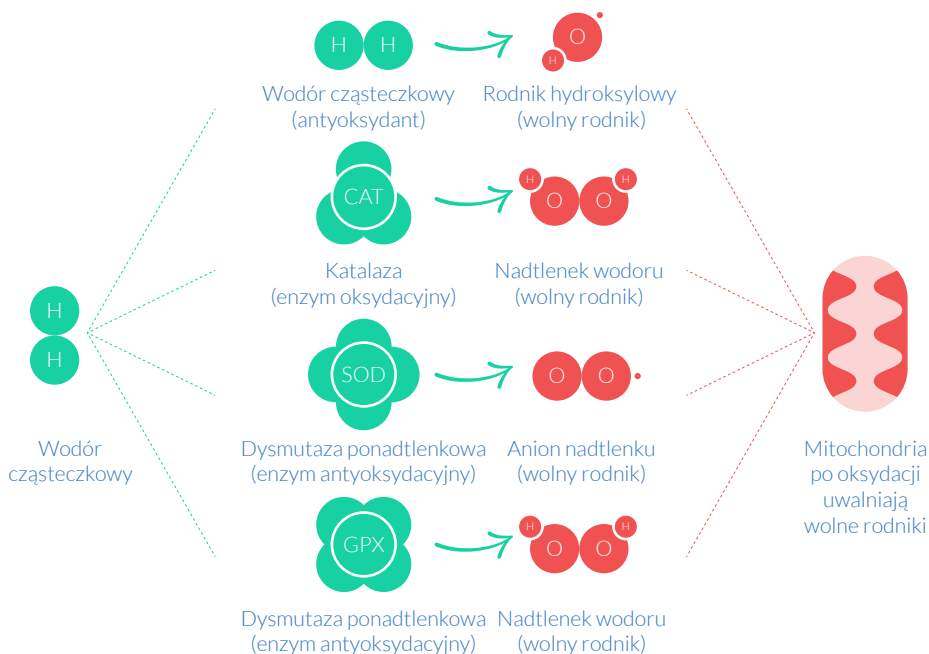 H H
O
H
Wodór cząsteczkowy
(antyoksydant)
Rodnik hydroksylowy
(wolny rodnik)
CAT
H H
O O
Katalaza
(enzym oksydacyjny)
Nadtlenek wodoru
(wolny rodnik)
H
H
SOD
O O
Wodór
cząsteczkowy
Dysmutaza ponadtlenkowa
(enzym antyoksydacyjny)
Anion nadtlenku
(wolny rodnik)
Mitochondria
po oksydacji
uwalniają
wolne rodniki
GPX
H H
O O
Dysmutaza ponadtlenkowa
(enzym antyoksydacyjny)
Nadtlenek wodoru
(wolny rodnik)